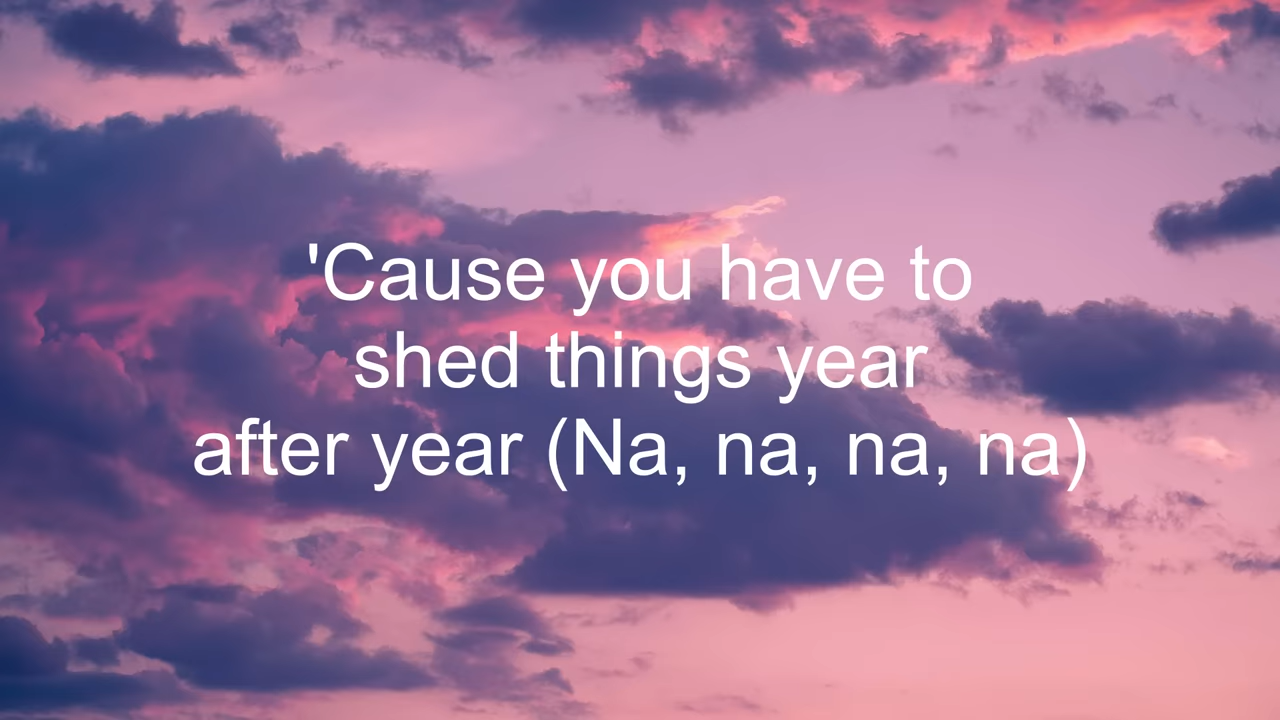 'Cause you have to
shed things year
after year (Na, na, na, na)